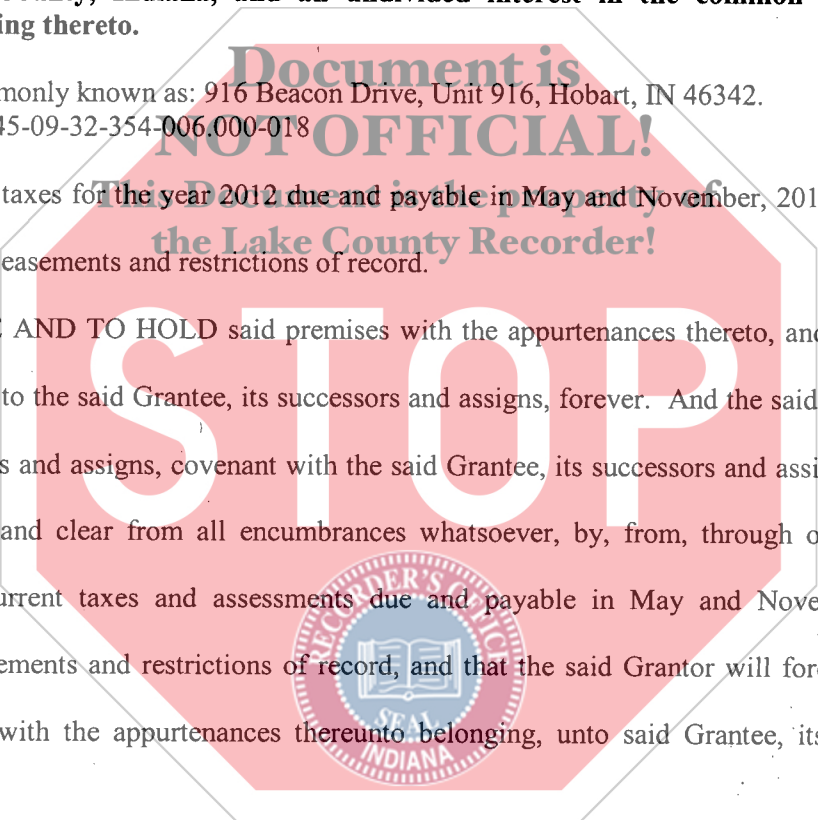 in the common
ing thereto.
Document is
monly known as: 916 Beacon Drive, Unit 916, Hobart, IN 46342.
45-09-32-354-006.000-018
NOT OFFICIAL!
taxes for the year 2012 due and payable in May and November, 201
This Document is the property of
the Lake County Recorder!
easements and restrictions of record.
E AND TO HOLD said premises with the appurtenances thereto, and
STOP
to the said Grantee, its successors and assigns, forever. And the said
s and assigns, covenant with the said Grantee, its successors and assi
and clear from all encumbrances whatsoever, by, from, through o
urrent taxes and assessments due and payable in May and Nove
ements and restrictions of record, and that the said Grantor will for
with the appurtenances thereunto belonging, unto said Grantee, its
RECORDER'S OFFICE
SEAL
INDIANA